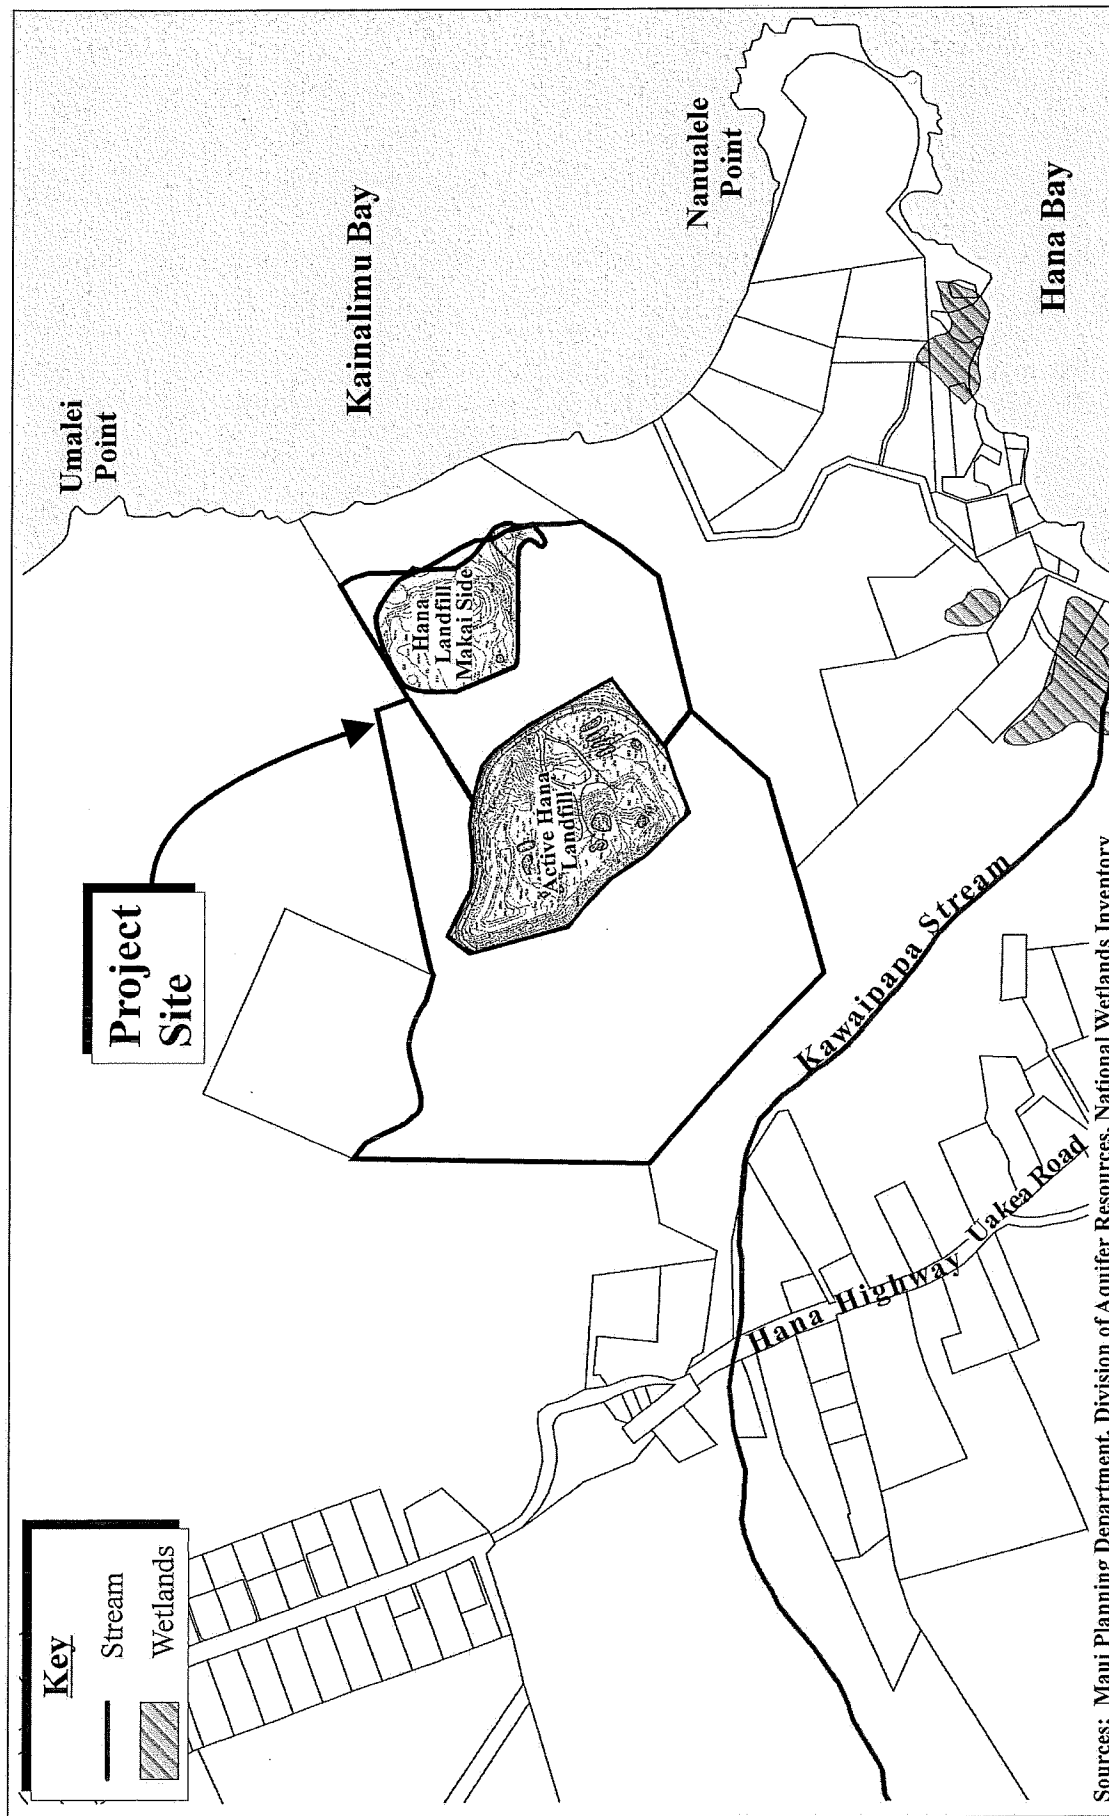 Key
Stream
Wetlands
Project
Site
Umalei
Point
Kainalimu Bay
Nanualele
Point
Hana Bay
Hana
Landfill
Makai Side
Active Hana
Landfill
Kawaipapa Stream
Hana Highway
Uakea Road
Sources: Maui Planning Department, Division of Aquifer Resources, National Wetlands Inventory